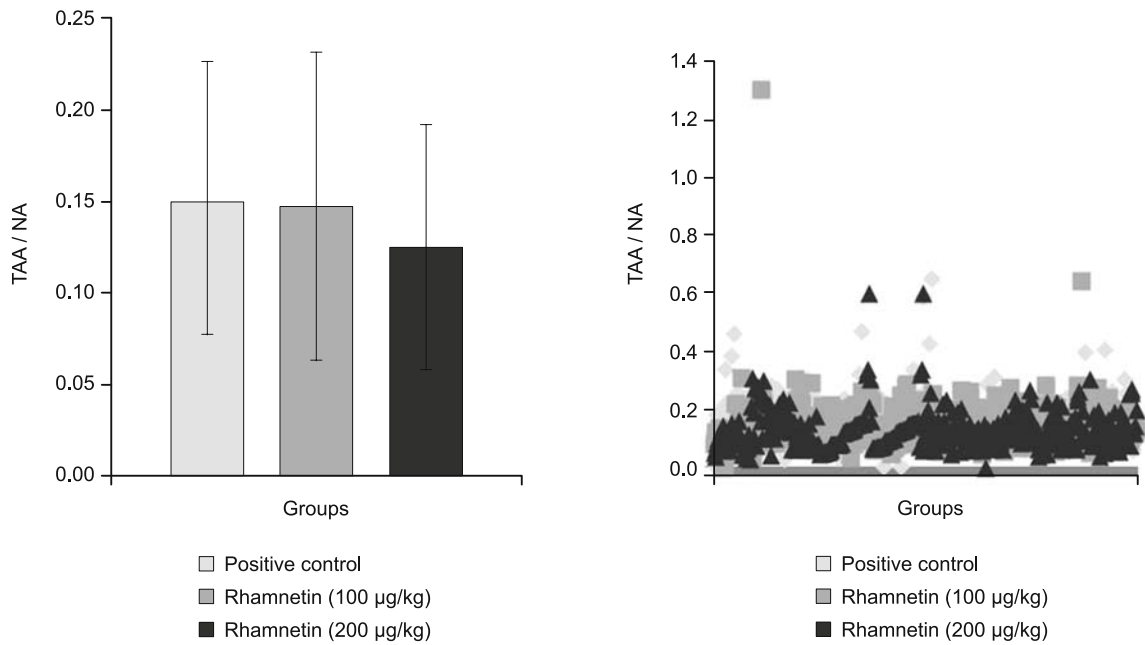 0.25
0.20
0.15
0.10
0.05
0.00
TAA / NA
Groups
Positive control
Rhamnetin (100 µg/kg)
Rhamnetin (200 µg/kg)
1.4
1.2
1.0
0.8
0.6
0.4
0.2
0.0
TAA / NA
Groups
Positive control
Rhamnetin (100 µg/kg)
Rhamnetin (200 µg/kg)